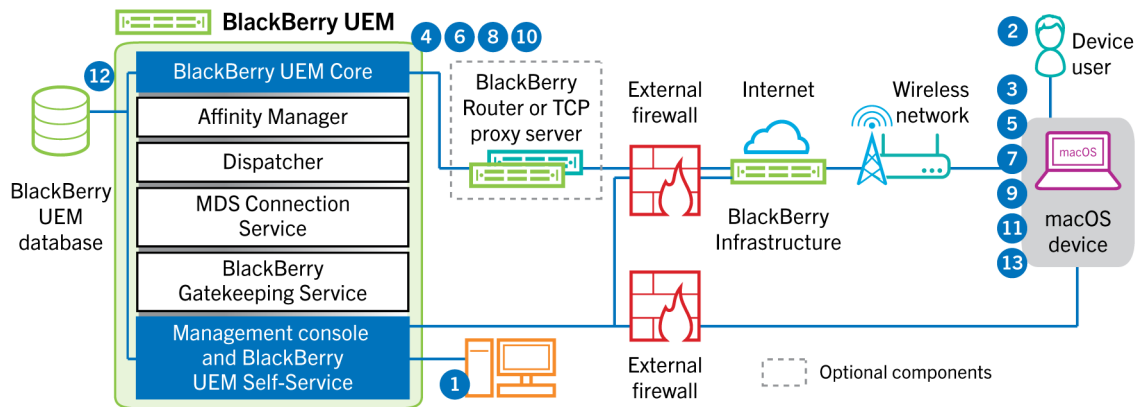 BlackBerry UEM
4 6 8 10
12
BlackBerry UEM Core
Affinity Manager
Dispatcher
MDS Connection
Service
BlackBerry
Gatekeeping Service
Management console
and BlackBerry
UEM Self-Service
BlackBerry
UEM
database
1
BlackBerry
Router or TCP
proxy server
External
firewall
Internet
BlackBerry
Infrastructure
Wireless
network
2
Device
user
3
5
7
9
11
13
macOS
macOS
device
External
firewall
Optional components